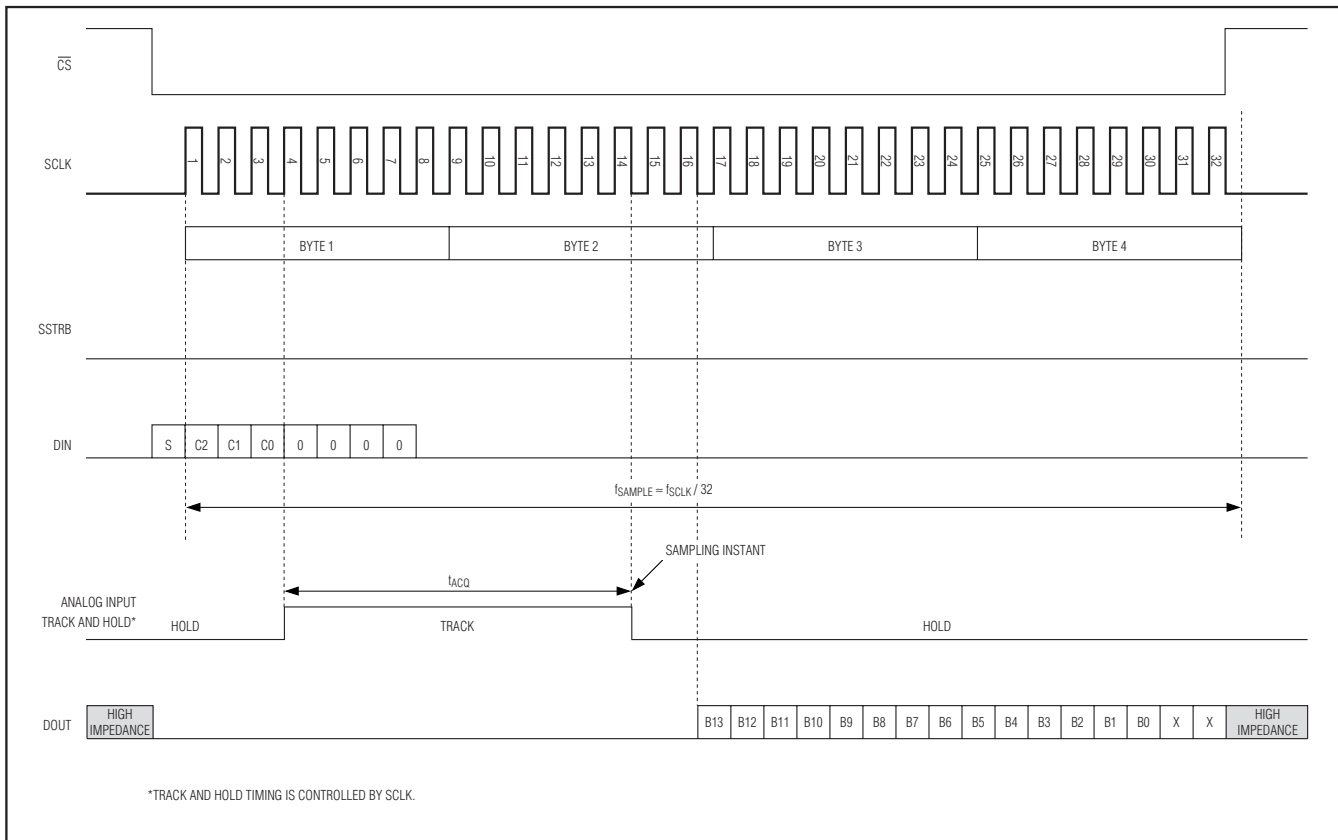 CS
SCLK
1 2 3 4 5 6 7 8 9 10 11 12 13 14 15 16 17 18 19 20 21 22 23 24 25 26 27 28 29 30 31 32
BYTE 1 BYTE 2 BYTE 3 BYTE 4
SSTRB
DIN
S C2 C1 C0 0 0 0 0
fSAMPLE = fSCLK / 32
SAMPLING INSTANT
tACQ
ANALOG INPUT
TRACK AND HOLD*
HOLD TRACK HOLD
DOUT
HIGH
IMPEDANCE
B13 B12 B11 B10 B9 B8 B7 B6 B5 B4 B3 B2 B1 B0 X X
HIGH
IMPEDANCE
*TRACK AND HOLD TIMING IS CONTROLLED BY SCLK.